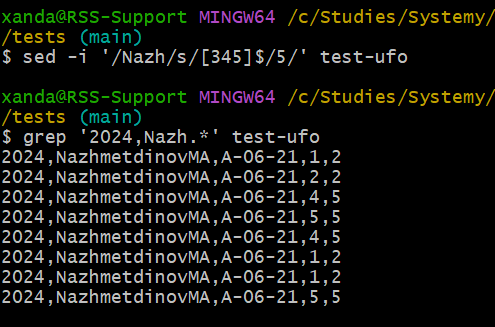 xanda@RSS-Support MINGW64 /c/Studies/Systemy/
/tests (main)
$ sed -i '/Nazh/s/[345]$/5/' test-ufo
xanda@RSS-Support MINGW64 /c/Studies/Systemy/
/tests (main)
$ grep '2024,Nazh.*' test-ufo
2024,NazhmetdinovMA,A-06-21,1,2
2024,NazhmetdinovMA,A-06-21,2,2
2024,NazhmetdinovMA,A-06-21,4,5
2024,NazhmetdinovMA,A-06-21,5,5
2024,NazhmetdinovMA,A-06-21,4,5
2024,NazhmetdinovMA,A-06-21,1,2
2024,NazhmetdinovMA,A-06-21,1,2
2024,NazhmetdinovMA,A-06-21,5,5